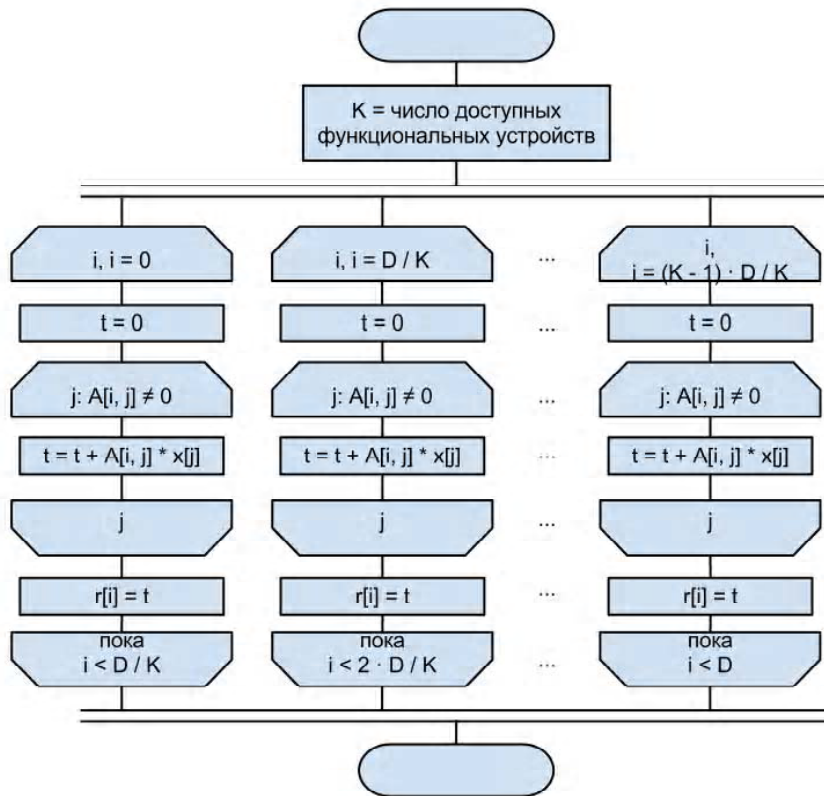 K = число доступных
функциональных устройств
i, i = 0
i, i = D / K
...
i,
i = (K - 1) · D / K
t = 0
t = 0
...
t = 0
j: A[i, j] ≠ 0
j: A[i, j] ≠ 0
...
j: A[i, j] ≠ 0
t = t + A[i, j] * x[j]
t = t + A[i, j] * x[j]
...
t = t + A[i, j] * x[j]
j
j
...
j
r[i] = t
r[i] = t
...
r[i] = t
пока
i < D / K
пока
i < 2 · D / K
...
пока
i < D